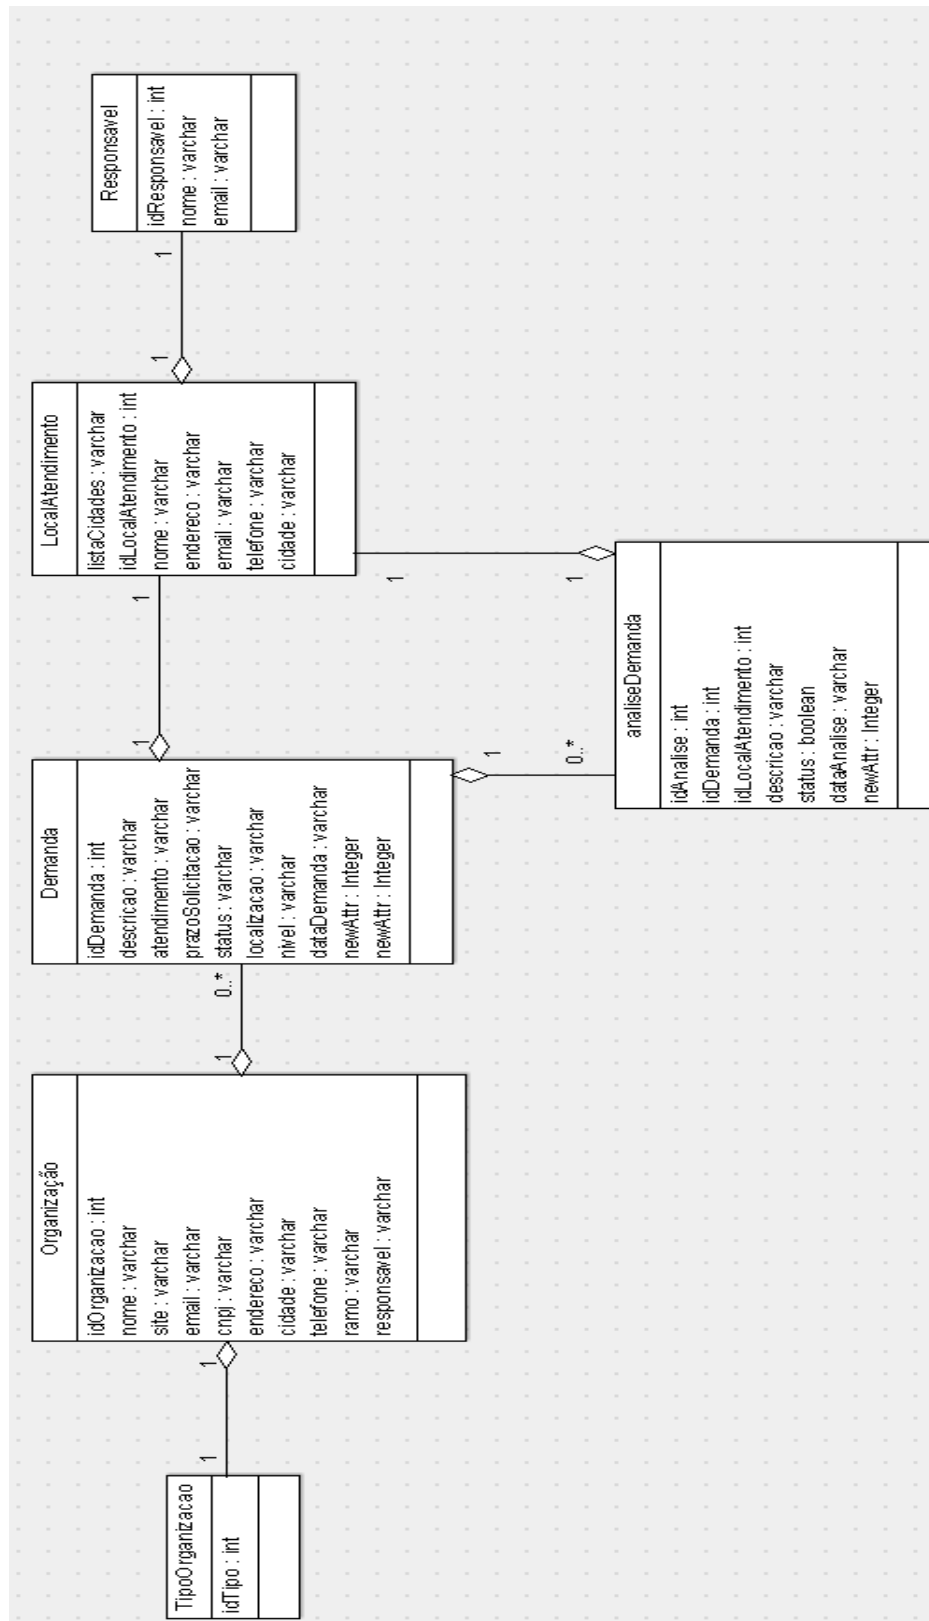 TipoOrganizacao
idTipo : int
1
1
Organização
idOrganizacao : int
nome : varchar
site : varchar
email : varchar
cnpj : varchar
endereco : varchar
cidade : varchar
telefone : varchar
ramo : varchar
responsavel : varchar
1
0..*
Demanda
idDemanda : int
descricao : varchar
atendimento : varchar
prazoSolicitacao : varchar
status : varchar
localizacao : varchar
nivel : varchar
dataDemanda : varchar
newAttr : Integer
newAttr : Integer
1
1
LocalAtendimento
listaCidades : varchar
idLocalAtendimento : int
nome : varchar
endereco : varchar
email : varchar
telefone : varchar
cidade : varchar
1
1
Responsavel
idResponsavel : int
nome : varchar
email : varchar
1
0..*
1
1
analiseDemanda
idAnalise : int
idDemanda : int
idLocalAtendimento : int
descricao : varchar
status : boolean
dataAnalise : varchar
newAttr : Integer